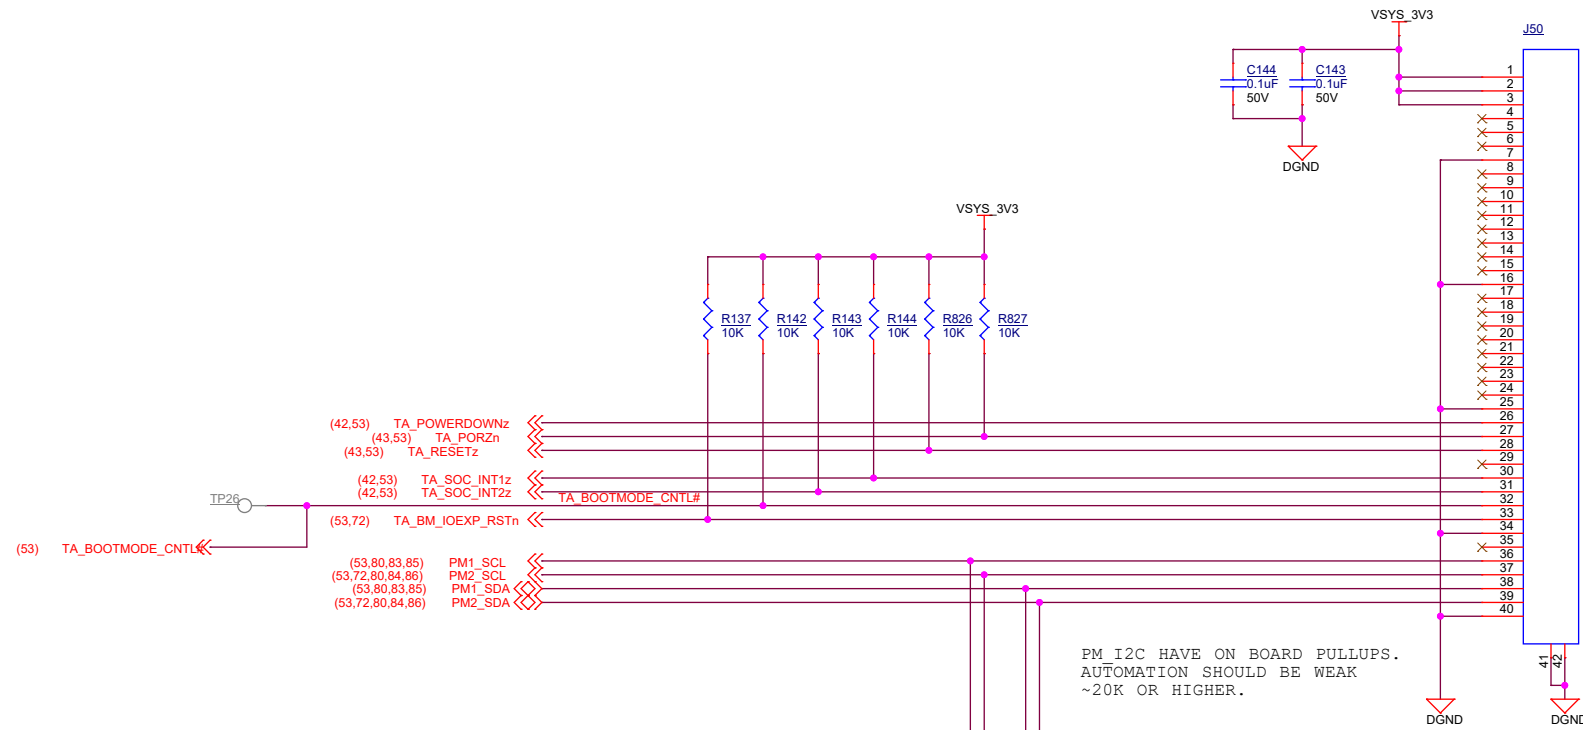 VSYS_3V3
J50
C144
0.1uF
50V
C143
0.1uF
50V
DGND
1
2
3
4
5
6
7
8
9
10
11
12
13
14
15
16
17
18
19
20
21
22
23
24
25
26
27
28
29
30
31
32
33
34
35
36
37
38
39
40
41
42
VSYS_3V3
R137
10K
R142
10K
R143
10K
R144
10K
R826
10K
R827
10K
(42,53) TA_POWERDOWNz
(43,53) TA_PORZn
(43,53) TA_RESETz
(42,53) TA_SOC_INT1z
(42,53) TA_SOC_INT2z
TA_BOOTMODE_CNTL#
TP26
(53,72) TA_BM_IOEXP_RSTn
(53) TA_BOOTMODE_CNTL#
(53,80,83,85) PM1_SCL
(53,72,80,84,86) PM2_SCL
(53,80,83,85) PM1_SDA
(53,72,80,84,86) PM2_SDA
PM_I2C HAVE ON BOARD PULLUPS.
AUTOMATION SHOULD BE WEAK
~20K OR HIGHER.
DGND
DGND